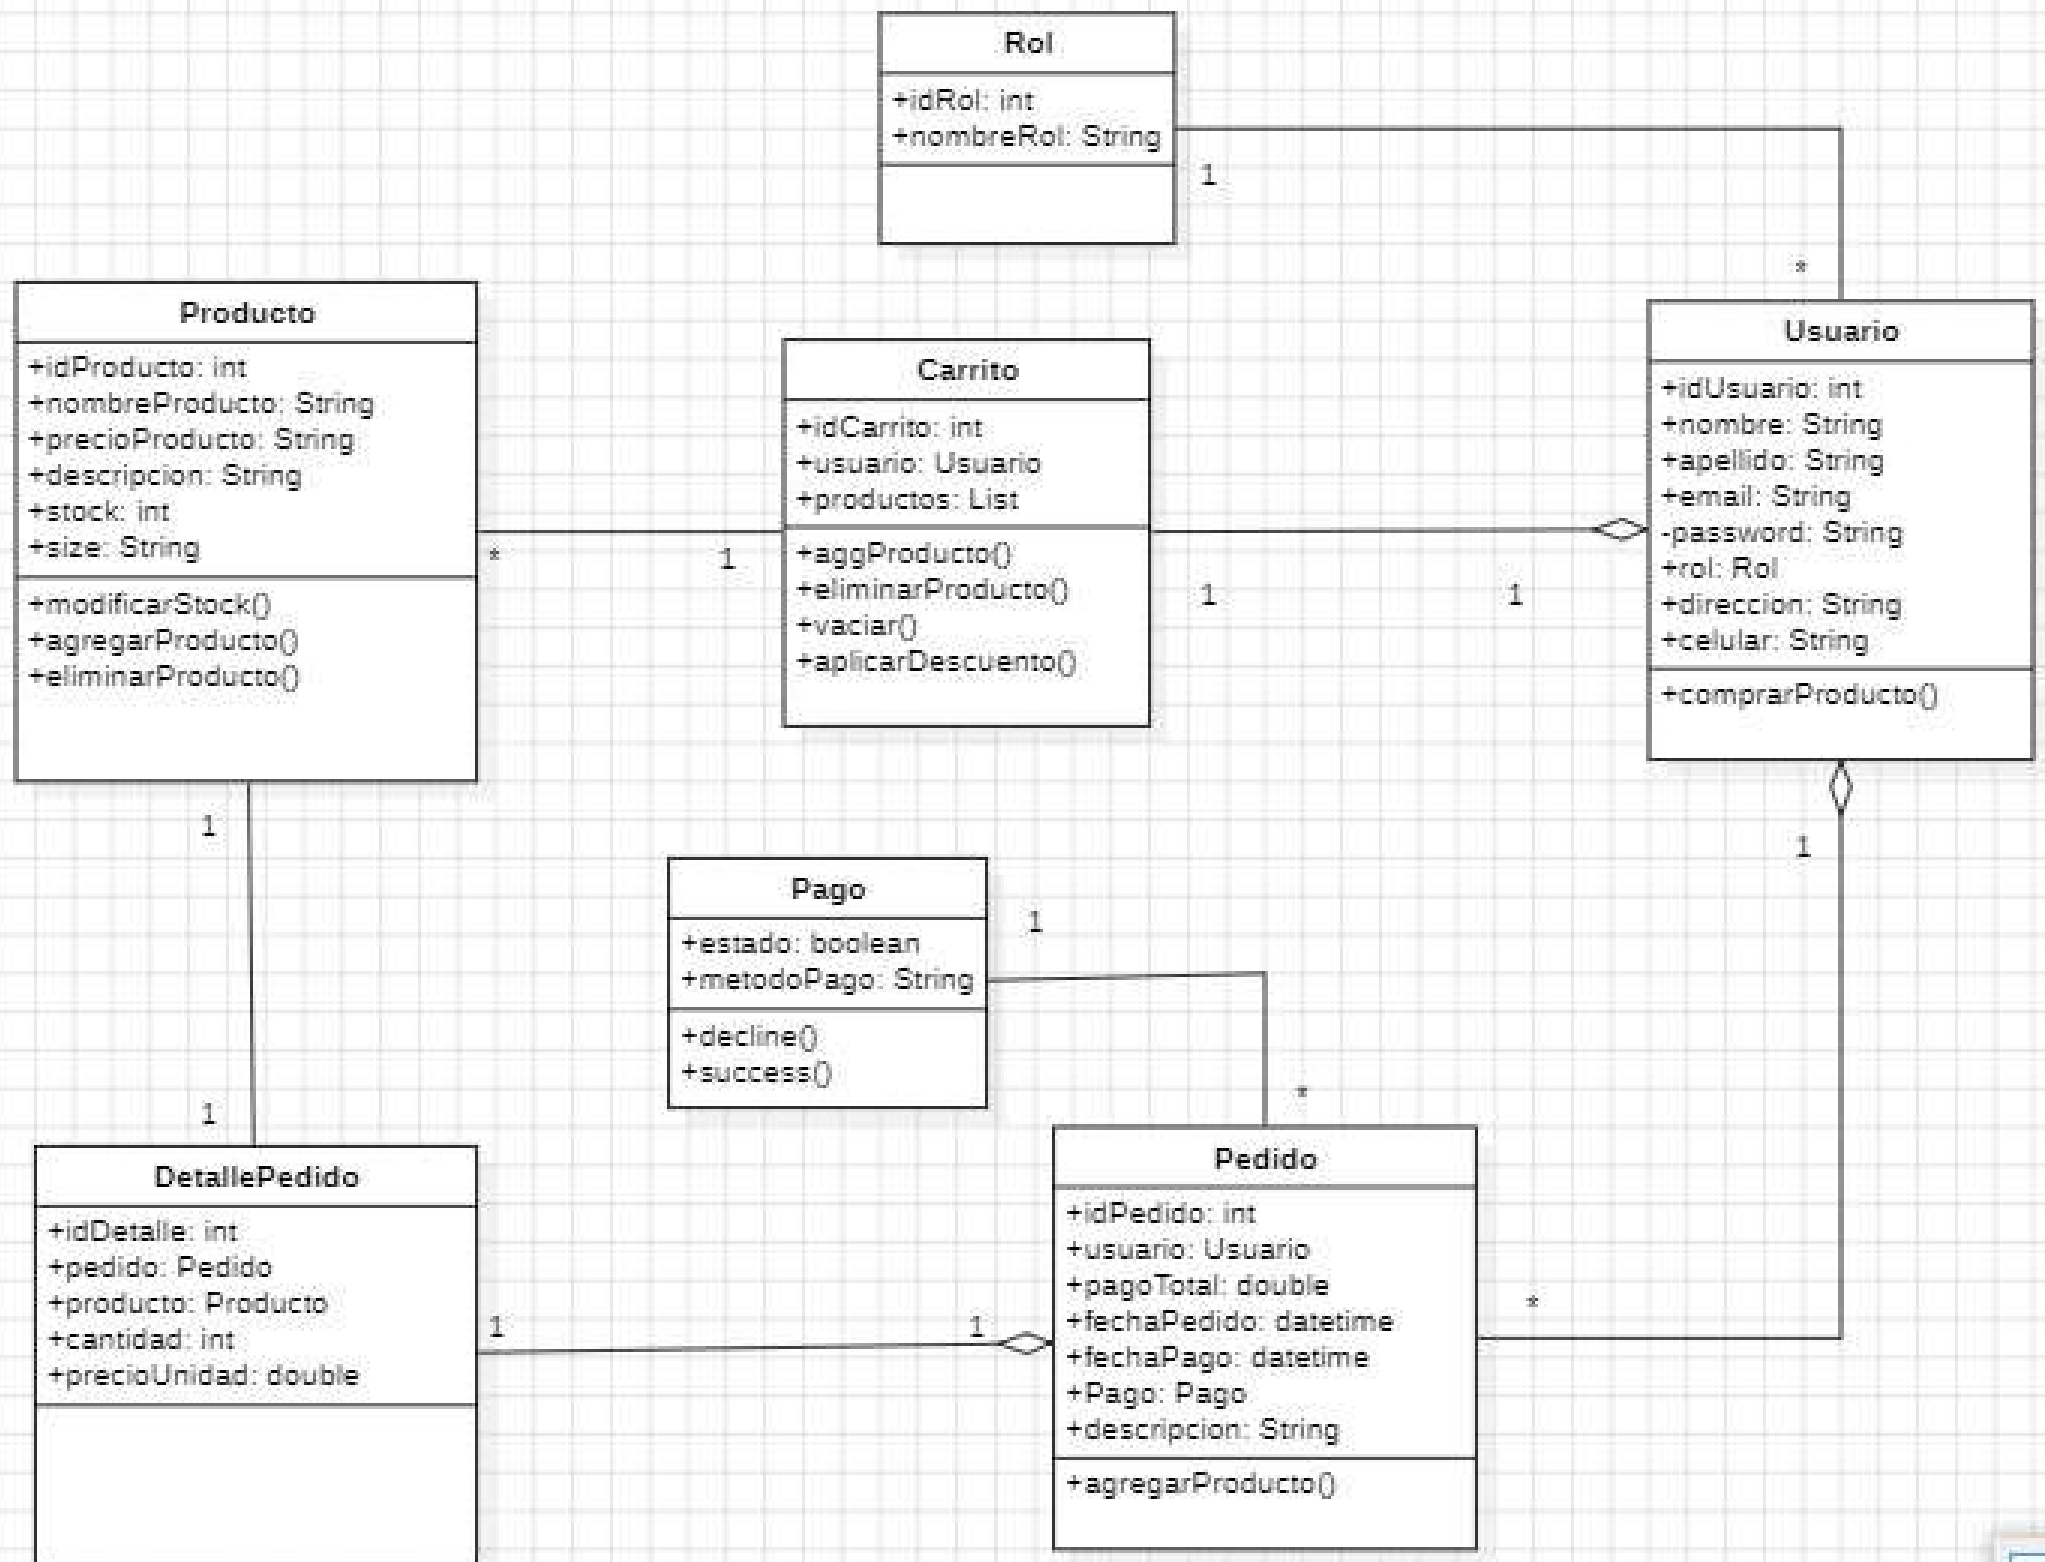 Rol
+idRol: int
+nombreRol: String
1
*
Producto
+idProducto: int
+nombreProducto: String
+precioProducto: String
+descripcion: String
+stock: int
+size: String
+modificarStock()
+agregarProducto()
+eliminarProducto()
*
1
Carrito
+idCarrito: int
+usuario: Usuario
+productos: List
+aggProducto()
+eliminarProducto()
+vaciar()
+aplicarDescuento()
1
1
Usuario
+idUsuario: int
+nombre: String
+apellido: String
+email: String
-password: String
+rol: Rol
+direccion: String
+celular: String
+comprarProducto()
1
1
1
Pago
+estado: boolean
+metodoPago: String
+decline()
+success()
1
*
DetallePedido
+idDetalle: int
+pedido: Pedido
+producto: Producto
+cantidad: int
+precioUnidad: double
1
1
Pedido
+idPedido: int
+usuario: Usuario
+pagoTotal: double
+fechaPedido: datetime
+fechaPago: datetime
+Pago: Pago
+descripcion: String
+agregarProducto()
*